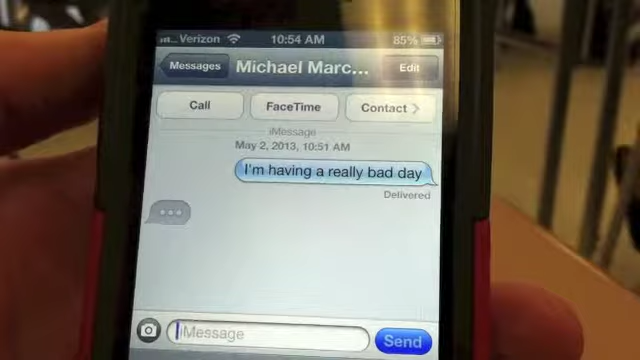 Verizon 10:54 AM 85%
Messages Michael Marc... Edit
Call FaceTime Contact
iMessage
May 2, 2013, 10:51 AM
I'm having a really bad day
Delivered
...
iMessage Send